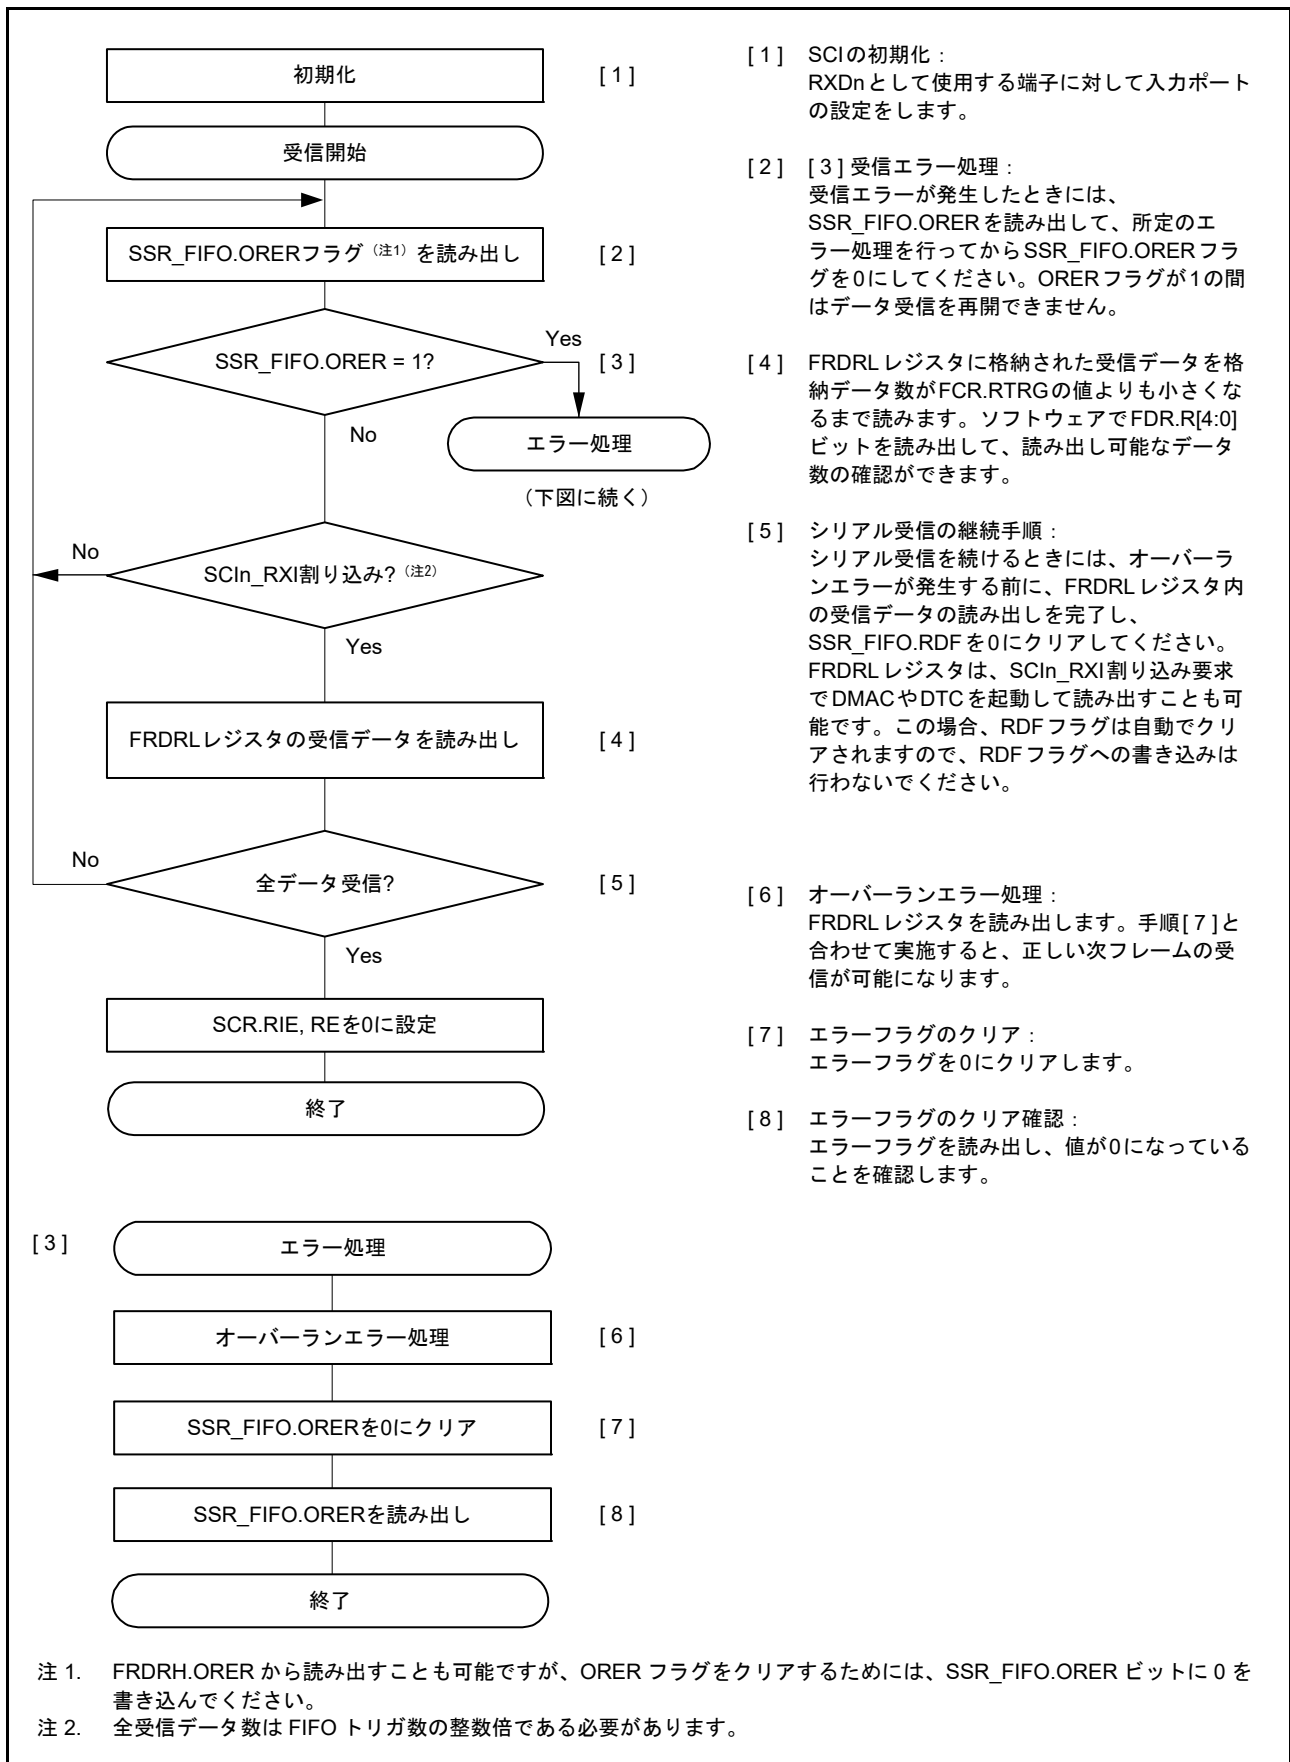 初期化
[ 1 ]
受信開始
SSR_FIFO.ORERフラグ（注1）を読み出し
[ 2 ]
SSR_FIFO.ORER = 1?
Yes
[ 3 ]
No
エラー処理
（下図に続く）
SCIn_RXI割り込み?（注2）
No
Yes
FRDRLレジスタの受信データを読み出し
[ 4 ]
全データ受信?
No
[ 5 ]
Yes
SCR.RIE, REを0に設定
終了
[ 1 ] SCIの初期化：
RXDnとして使用する端子に対して入力ポート
の設定をします。
[ 2 ] [ 3 ] 受信エラー処理：
受信エラーが発生したときには、
SSR_FIFO.ORERを読み出して、所定のエ
ラー処理を行ってからSSR_FIFO.ORERフラ
グを0にしてください。ORERフラグが1の間
はデータ受信を再開できません。
[ 4 ] FRDRLレジスタに格納された受信データを格
納データ数がFCR.RTRGの値よりも小さくな
るまで読みます。ソフトウェアでFDR.R[4:0]
ビットを読み出して、読み出し可能なデータ
数の確認ができます。
[ 5 ] シリアル受信の継続手順：
シリアル受信を続けるときには、オーバーラ
ンエラーが発生する前に、FRDRLレジスタ内
の受信データの読み出しを完了し、
SSR_FIFO.RDFを0にクリアしてください。
FRDRLレジスタは、SCIn_RXI割り込み要求
でDMACやDTCを起動して読み出すことも可
能です。この場合、RDFフラグは自動でクリ
アされますので、RDFフラグへの書き込みは
行わないでください。
[ 6 ] オーバーランエラー処理：
FRDRLレジスタを読み出します。手順[ 7 ]と
合わせて実施すると、正しい次フレームの受
信が可能になります。
[ 7 ] エラーフラグのクリア：
エラーフラグを0にクリアします。
[ 8 ] エラーフラグのクリア確認：
エラーフラグを読み出し、値が0になっている
ことを確認します。
[ 3 ]
エラー処理
オーバーランエラー処理
[ 6 ]
SSR_FIFO.ORERを0にクリア
[ 7 ]
SSR_FIFO.ORERを読み出し
[ 8 ]
終了
注 1. FRDRH.ORER から読み出すことも可能ですが、ORER フラグをクリアするためには、SSR_FIFO.ORER ビットに 0 を
書き込んでください。
注 2. 全受信データ数は FIFO トリガ数の整数倍である必要があります。